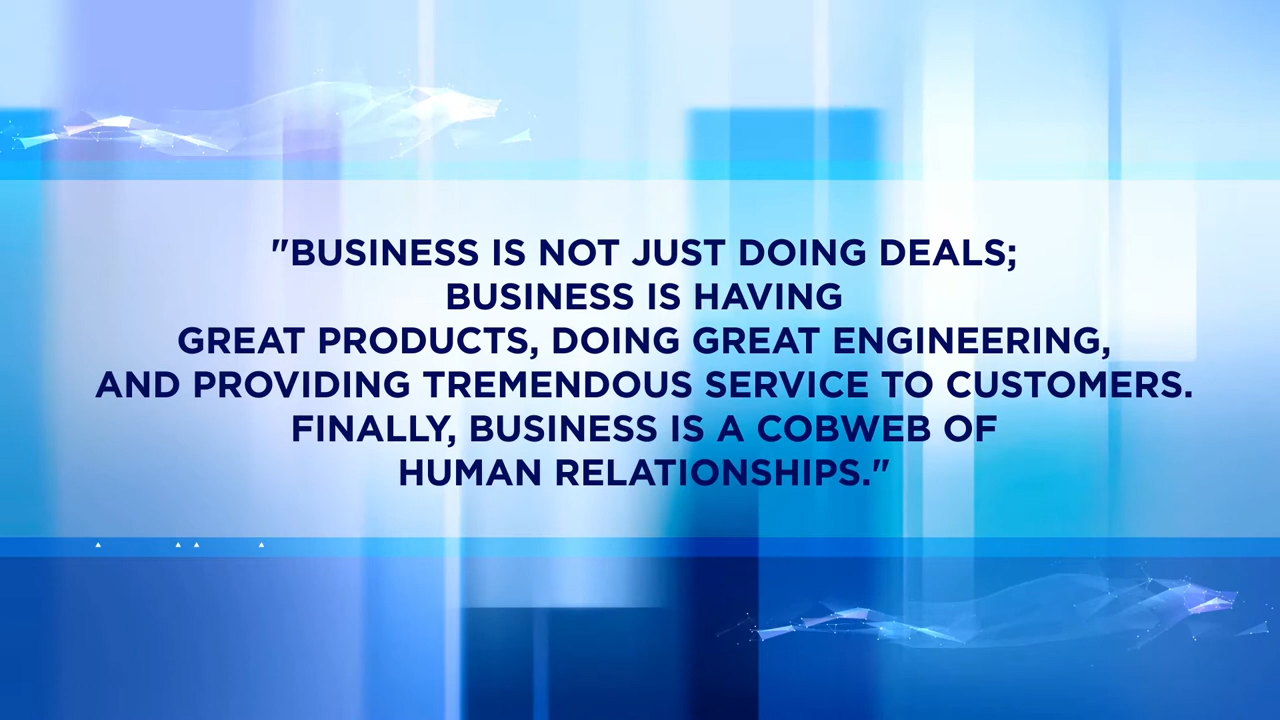 "BUSINESS IS NOT JUST DOING DEALS;
BUSINESS IS HAVING
GREAT PRODUCTS, DOING GREAT ENGINEERING,
AND PROVIDING TREMENDOUS SERVICE TO CUSTOMERS.
FINALLY, BUSINESS IS A COBWEB OF
HUMAN RELATIONSHIPS."